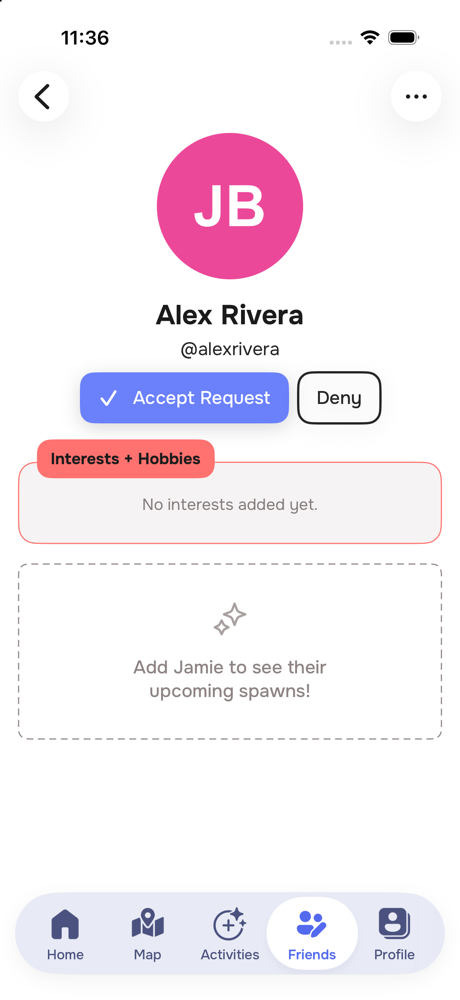 11:36
JB
Alex Rivera
@alexrivera
Accept Request
Deny
Interests + Hobbies
No interests added yet.
Add Jamie to see their
upcoming spawns!
Home
Map
Activities
Friends
Profile